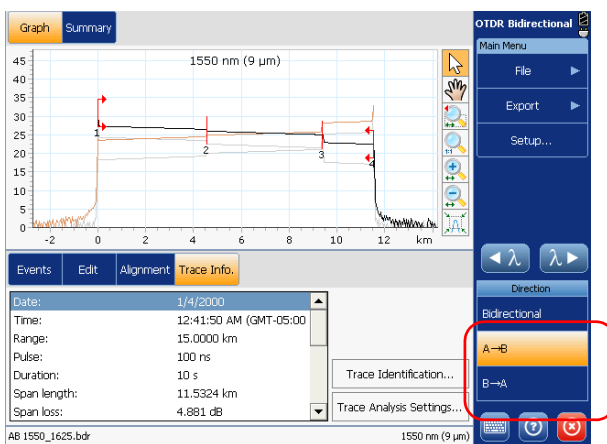 Graph Summary
OTDR Bidirectional
Main Menu
File
Export
Setup...
1550 nm (9 µm)
45
40
35
30
25
20
15
10
5
0
1
2
3
4
-2 0 2 4 6 8 10 12 km
1:1
λ λ
Events Edit Alignment Trace Info.
Date: 1/4/2000
Time: 12:41:50 AM (GMT-05:00
Range: 15.0000 km
Pulse: 100 ns
Duration: 10 s
Span length: 11.5324 km
Span loss: 4.881 dB
Trace Identification...
Trace Analysis Settings...
Direction
Bidirectional
A→B
B→A
AB 1550_1625.bdr
1550 nm (9 µm)